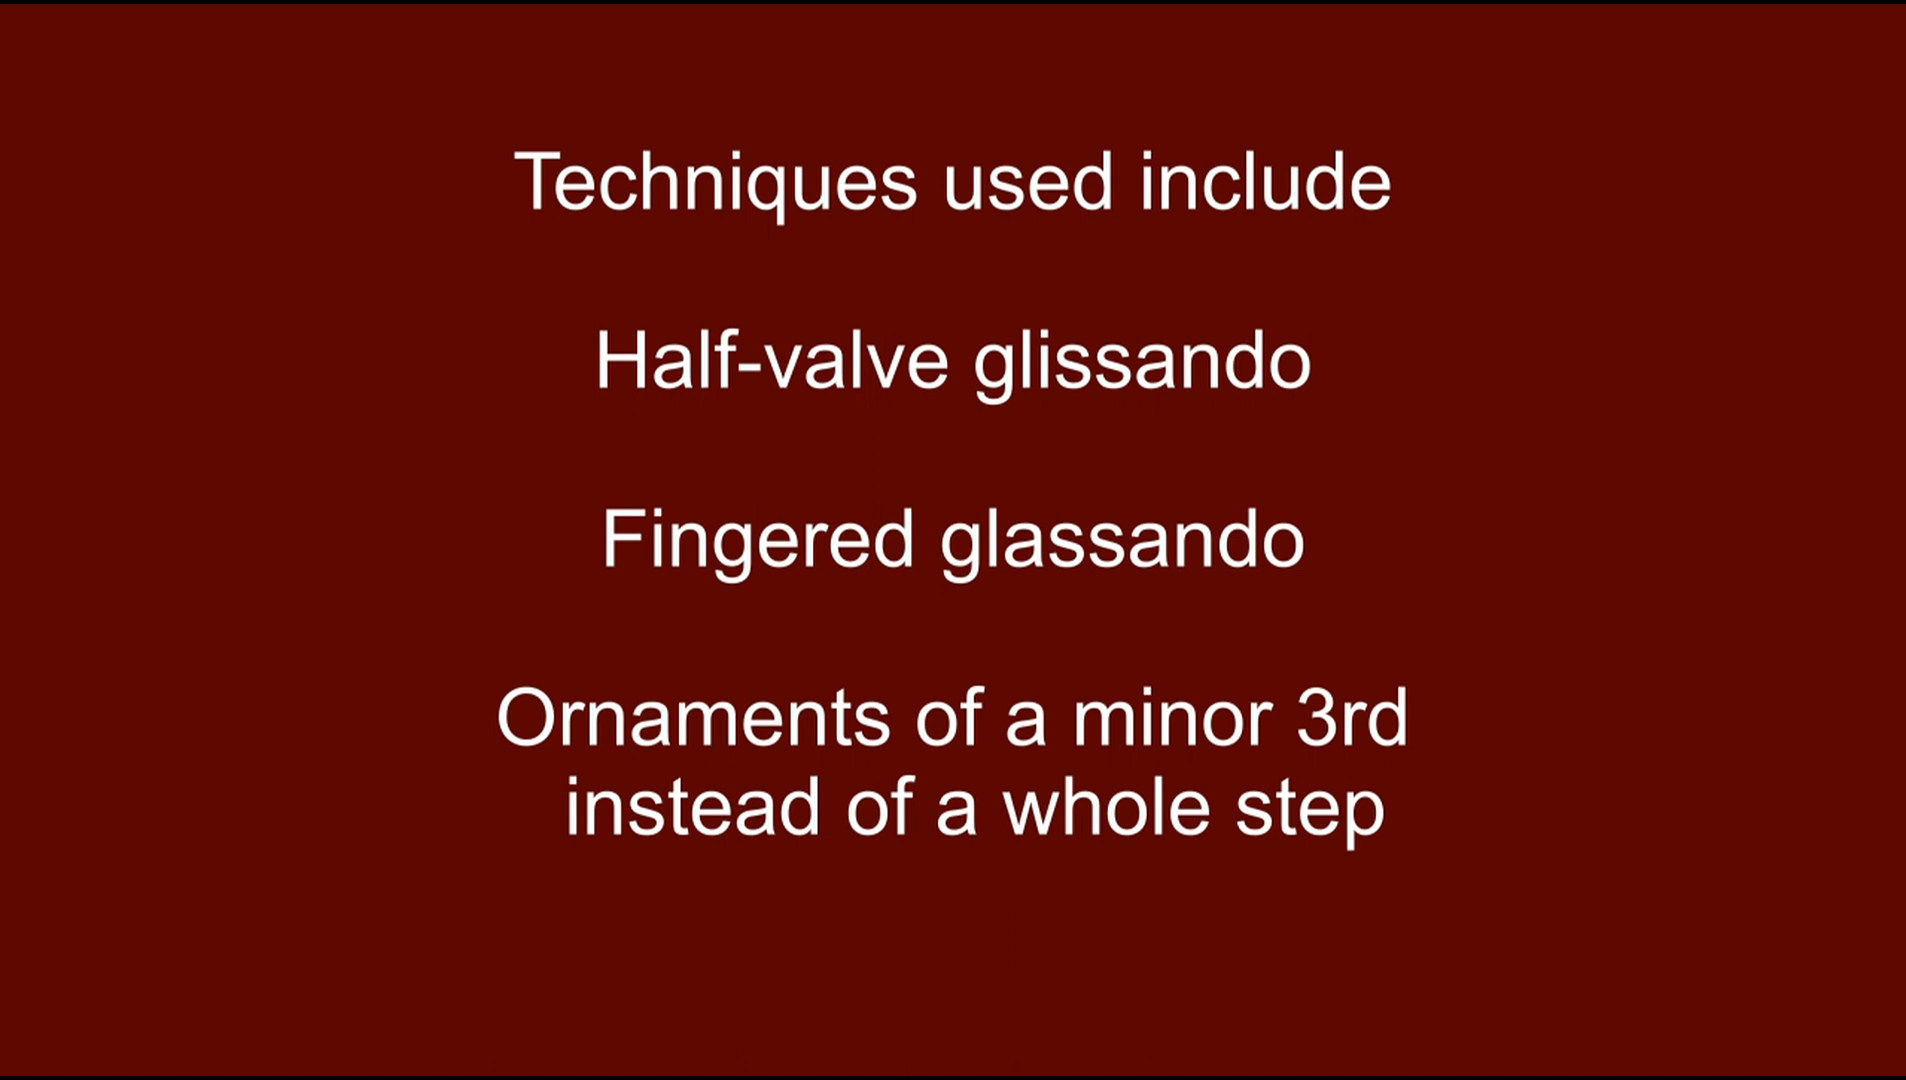 Techniques used include
Half-valve glissando
Fingered glassando
Ornaments of a minor 3rd
instead of a whole step